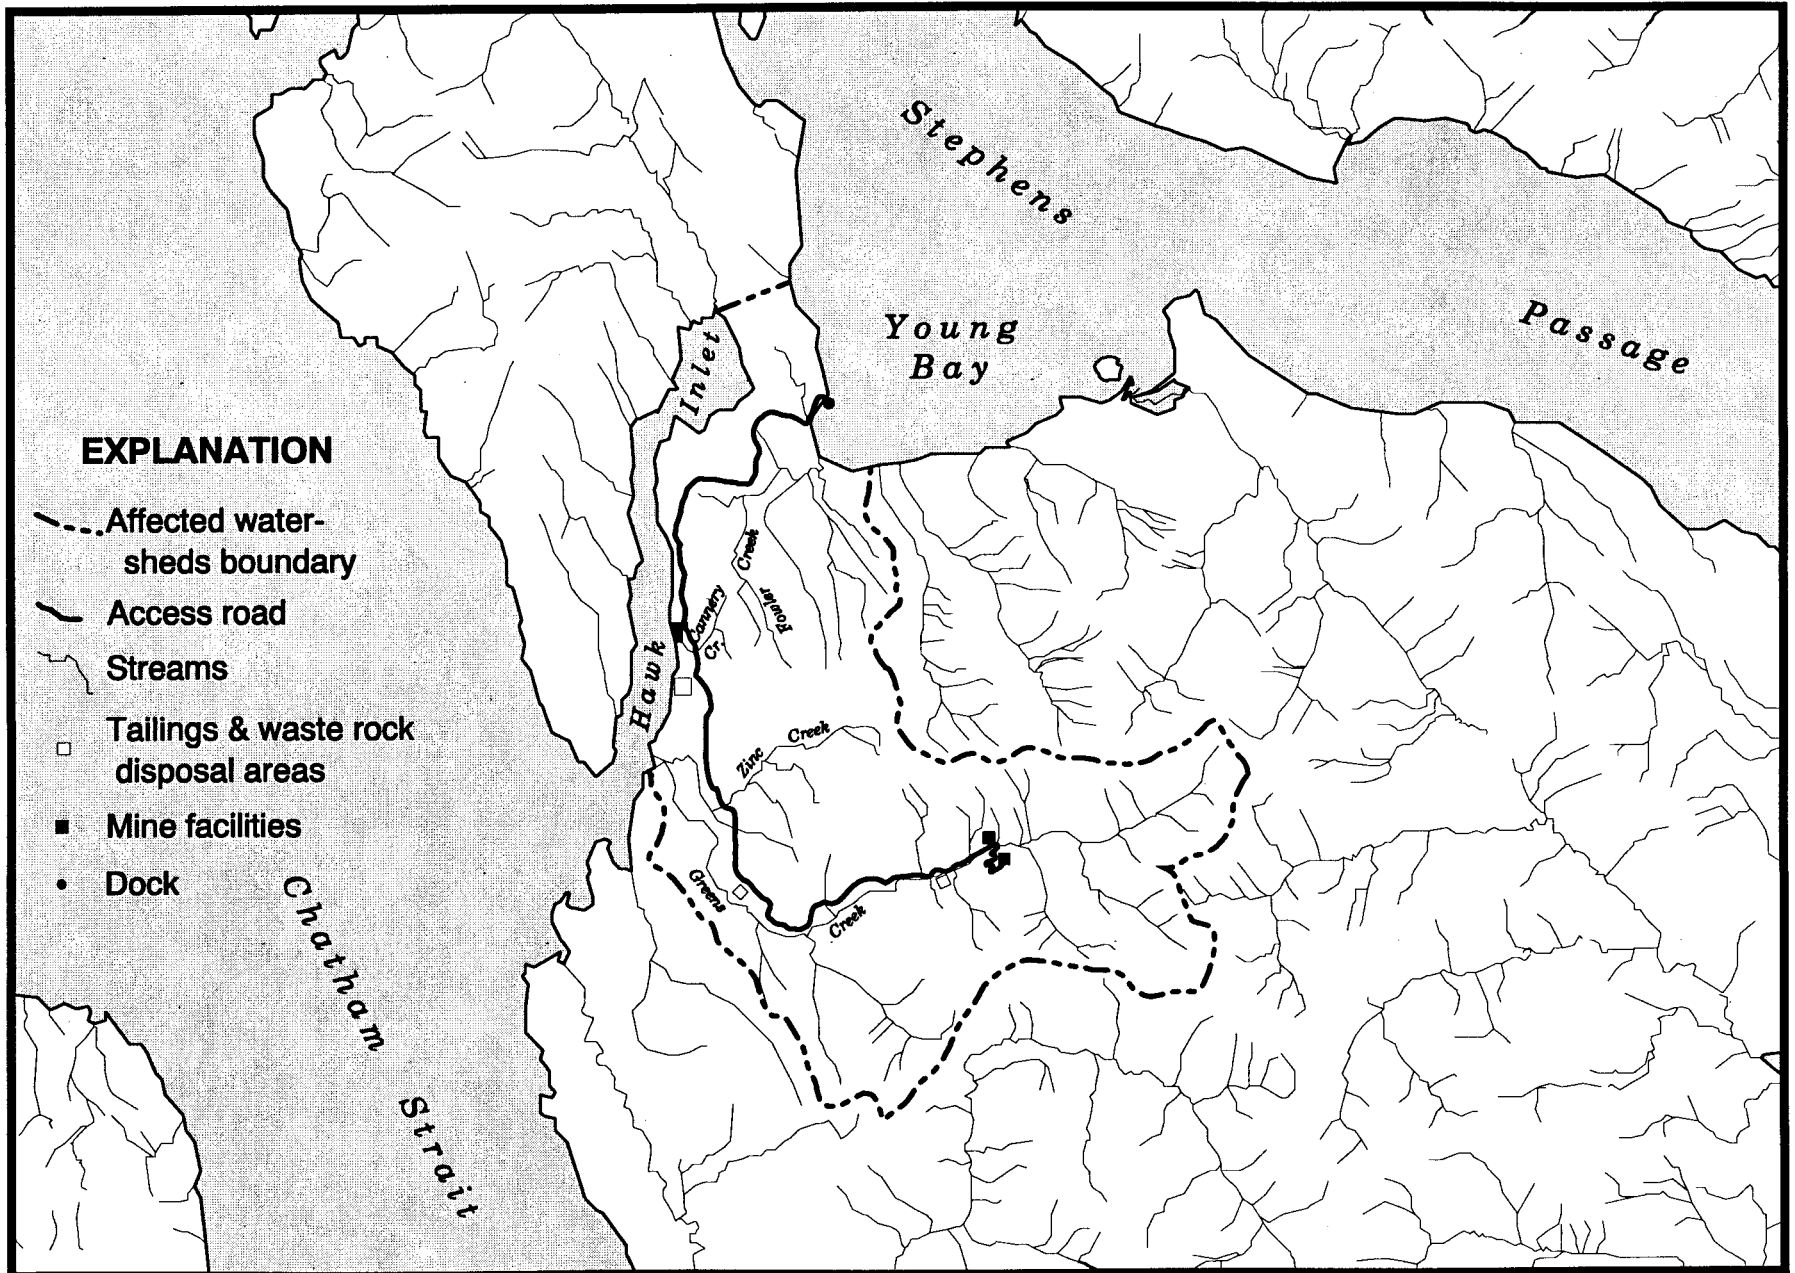 Stephens
Passage
Young
Bay
Inlet
Hawk
EXPLANATION
Affected water-
sheds boundary
Access road
Streams
Tailings & waste rock
disposal areas
Mine facilities
Dock
Creek
Fowler
Cannery
Cr.
Zinc Creek
Greens
Creek
Chatham
Strait